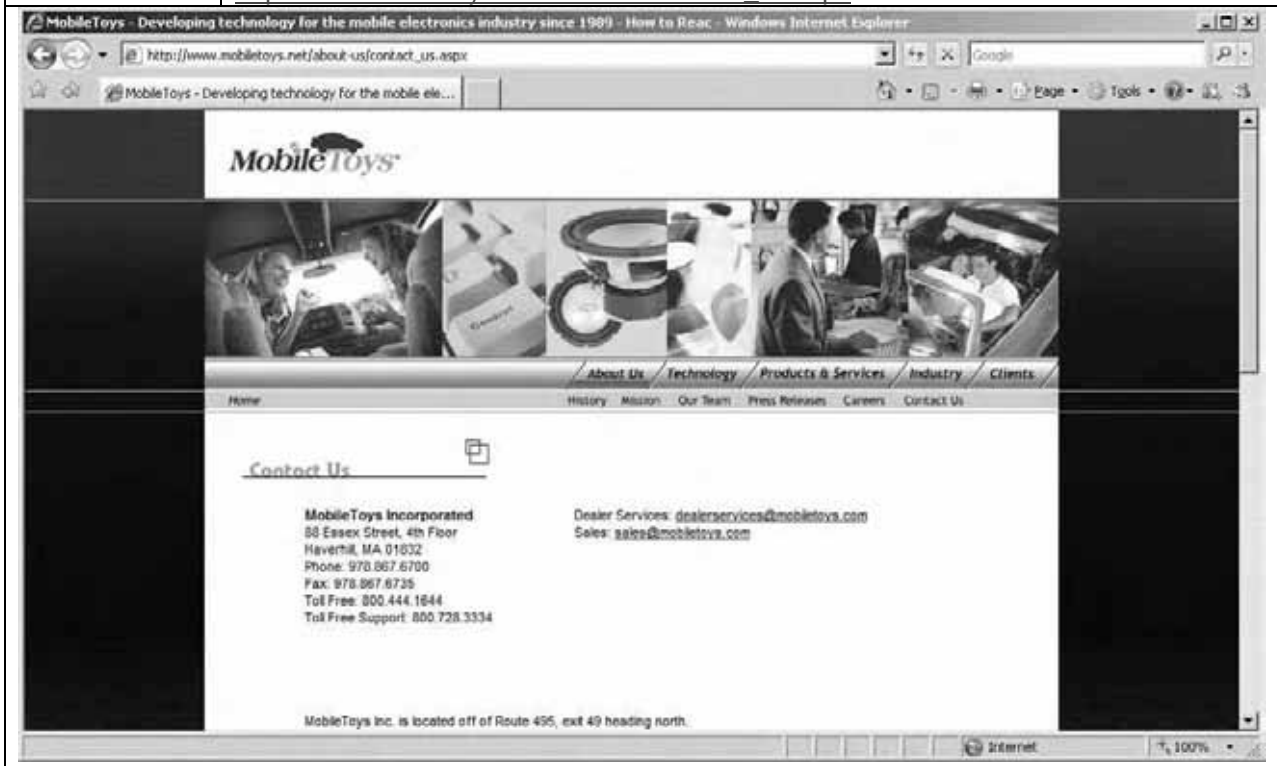 MobileToys - Developing technology for the mobile electronics industry since 1989 - How to Reac - Windows Internet Explorer
http://www.mobiletoys.net/about-us/contact_us.aspx
Google
MobileToys - Developing technology for the mobile ele...
Page
Tools
MobileToys
About Us
Technology
Products & Services
Industry
Clients
Home
History
Mission
Our Team
Press Releases
Careers
Contact Us
Contact Us
MobileToys Incorporated
88 Essex Street, 4th Floor
Haverhill, MA 01832
Phone: 978.867.6700
Fax: 978.867.6735
Toll Free: 800.444.1644
Toll Free Support: 800.728.3334
Dealer Services: dealerservices@mobiletoys.com
Sales: sales@mobiletoys.com
MobileToys Inc. is located off of Route 495, exit 49 heading north.
Internet
100%